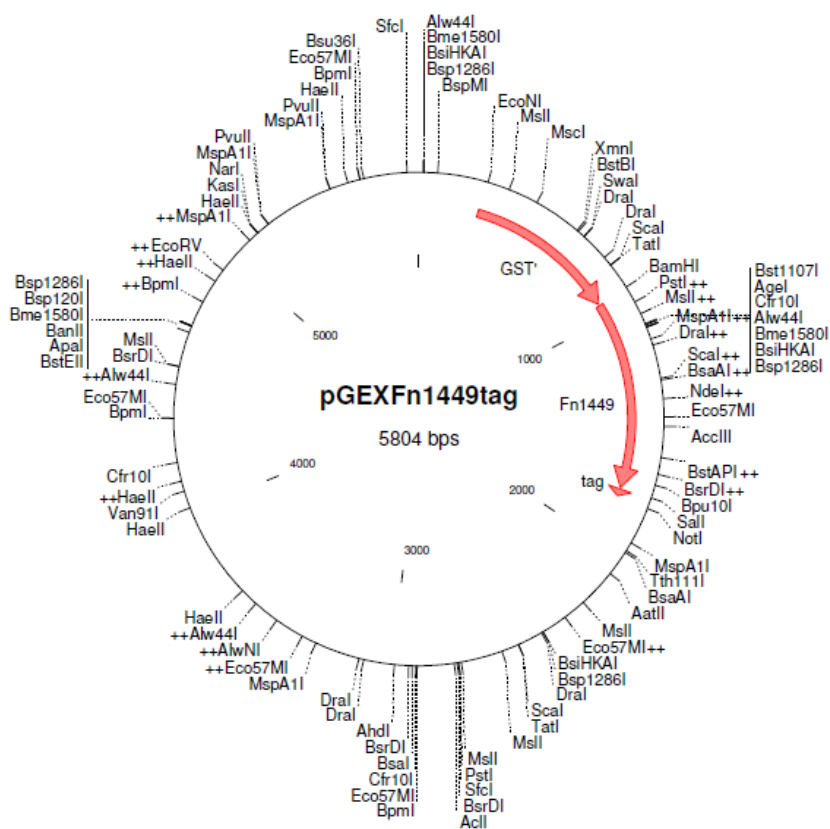 SfcI
Alw44I
Bme1580I
BsiHKAI
Bsp1286I
BspMI
EcoNI
MslI
MscI
XmnI
BstBI
SwaI
DraI
DraI
ScaI
TatI
BamHI
PstI++
MslI++
MspA1I++
DraI++
ScaI++
BsaAI++
Bst1107I
AgeI
Cfr10I
Alw44I
Bme1580I
BsiHKAI
Bsp1286I
NdeI++
Eco57MI
AccIII
BstAPI++
BsrDI++
Bpu10I
SalI
NotI
MspA1I
Tth111I
BsaAI
AatII
MslI
Eco57MI++
BsiHKAI
Bsp1286I
DraI
ScaI
TatI
MslI
MslI
PstI
SfcI
BsrDI
AclI
DraI
DraI
AhdI
BsrDI
BsaI
Cfr10I
Eco57MI
BpmI
HaeII
++Alw44I
++AlwNI
++Eco57MI
MspA1I
Cfr10I
++HaeII
Van91I
HaeII
MslI
BsrDI
++Alw44I
Eco57MI
BpmI
Bsp1286I
Bsp120I
Bme1580I
BanII
ApaI
BstEII
++EcoRV
++HaeII
++BpmI
PvuII
MspA1I
NarI
KasI
HaeII
++MspA1I
Bsu36I
Eco57MI
BpmI
HaeII
PvuII
MspA1I
GST'
Fn1449
tag
1000
2000
3000
4000
5000
pGEXFn1449tag
5804 bps